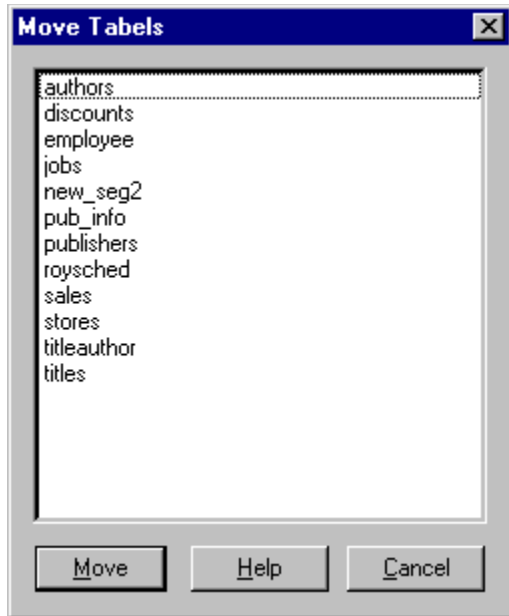 Move Tabels
authors
discounts
employee
jobs
new_seg2
pub_info
publishers
roysched
sales
stores
titleauthor
titles
Move Help Cancel